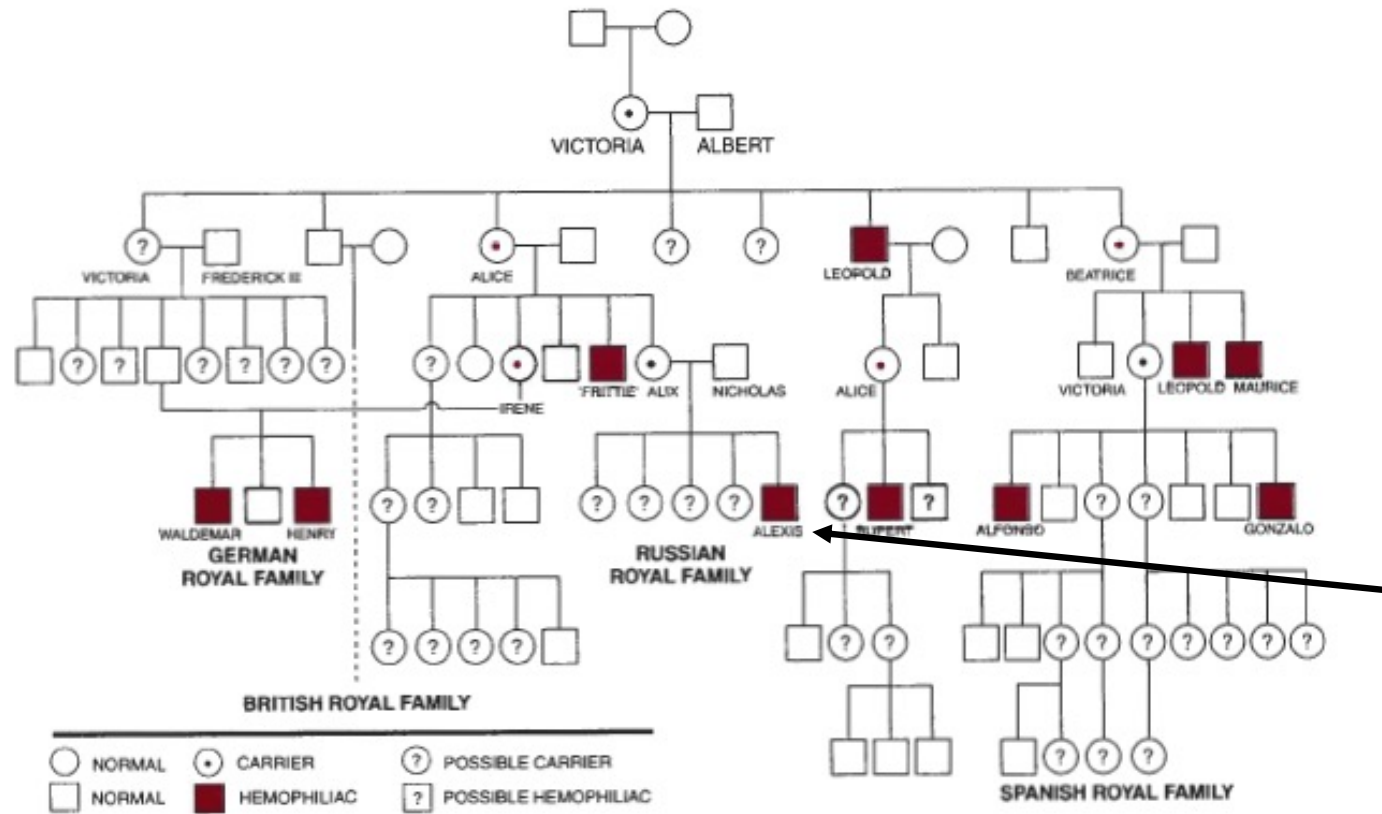 VICTORIA ALBERT
? ? ?
VICTORIA FREDERICK III ALICE LEOPOLD BEATRICE
? ? ? ? ? ? ?
'FRITTIE' ALIX NICHOLAS ALICE VICTORIA LEOPOLD MAURICE
IRENE
? ? ? ? ? ? ? ? ? ?
WALDEMAR HENRY ALEXIS RUPERT ALFONSO GONZALO
GERMAN
ROYAL FAMILY
RUSSIAN
ROYAL FAMILY
? ? ? ? ? ? ? ? ? ? ? ?
BRITISH ROYAL FAMILY
? ? ?
NORMAL CARRIER ? POSSIBLE CARRIER
NORMAL HEMOPHILIAC ? POSSIBLE HEMOPHILIAC
SPANISH ROYAL FAMILY